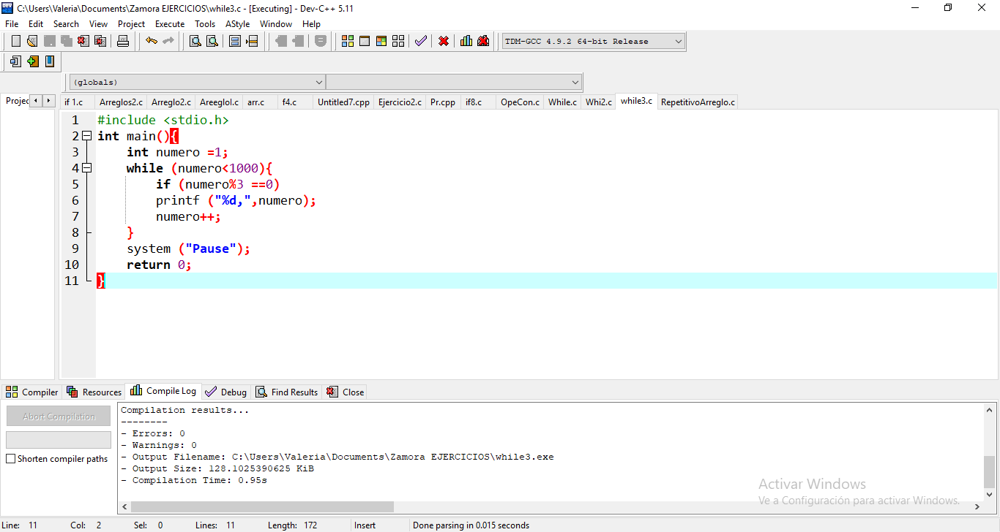 C:\Users\Valeria\Documents\Zamora EJERCICIOS\while3.c - [Executing] - Dev-C++ 5.11
File Edit Search View Project Execute Tools AStyle Window Help
TDM-GCC 4.9.2 64-bit Release
(globals)
Projec if 1.c Arreglos2.c Arreglo2.c Areeglol.c arr.c f4.c Untitled7.cpp Ejercicio2.c Pr.cpp if8.c OpeCon.c While.c Whi2.c while3.c RepetitivoArreglo.c
1 #include <stdio.h>
2 int main(){
3 int numero =1;
4 while (numero<1000){
5 if (numero%3 ==0)
6 printf ("%d,",numero);
7 numero++;
8 }
9 system ("Pause");
10 return 0;
11 }
Compiler Resources Compile Log Debug Find Results Close
Abort Compilation
Shorten compiler paths
Compilation results...
--------
- Errors: 0
- Warnings: 0
- Output Filename: C:\Users\Valeria\Documents\Zamora EJERCICIOS\while3.exe
- Output Size: 128.1025390625 KiB
- Compilation Time: 0.95s
Activar Windows
Ve a Configuración para activar Windows.
Line: 11 Col: 2 Sel: 0 Lines: 11 Length: 172 Insert Done parsing in 0.015 seconds